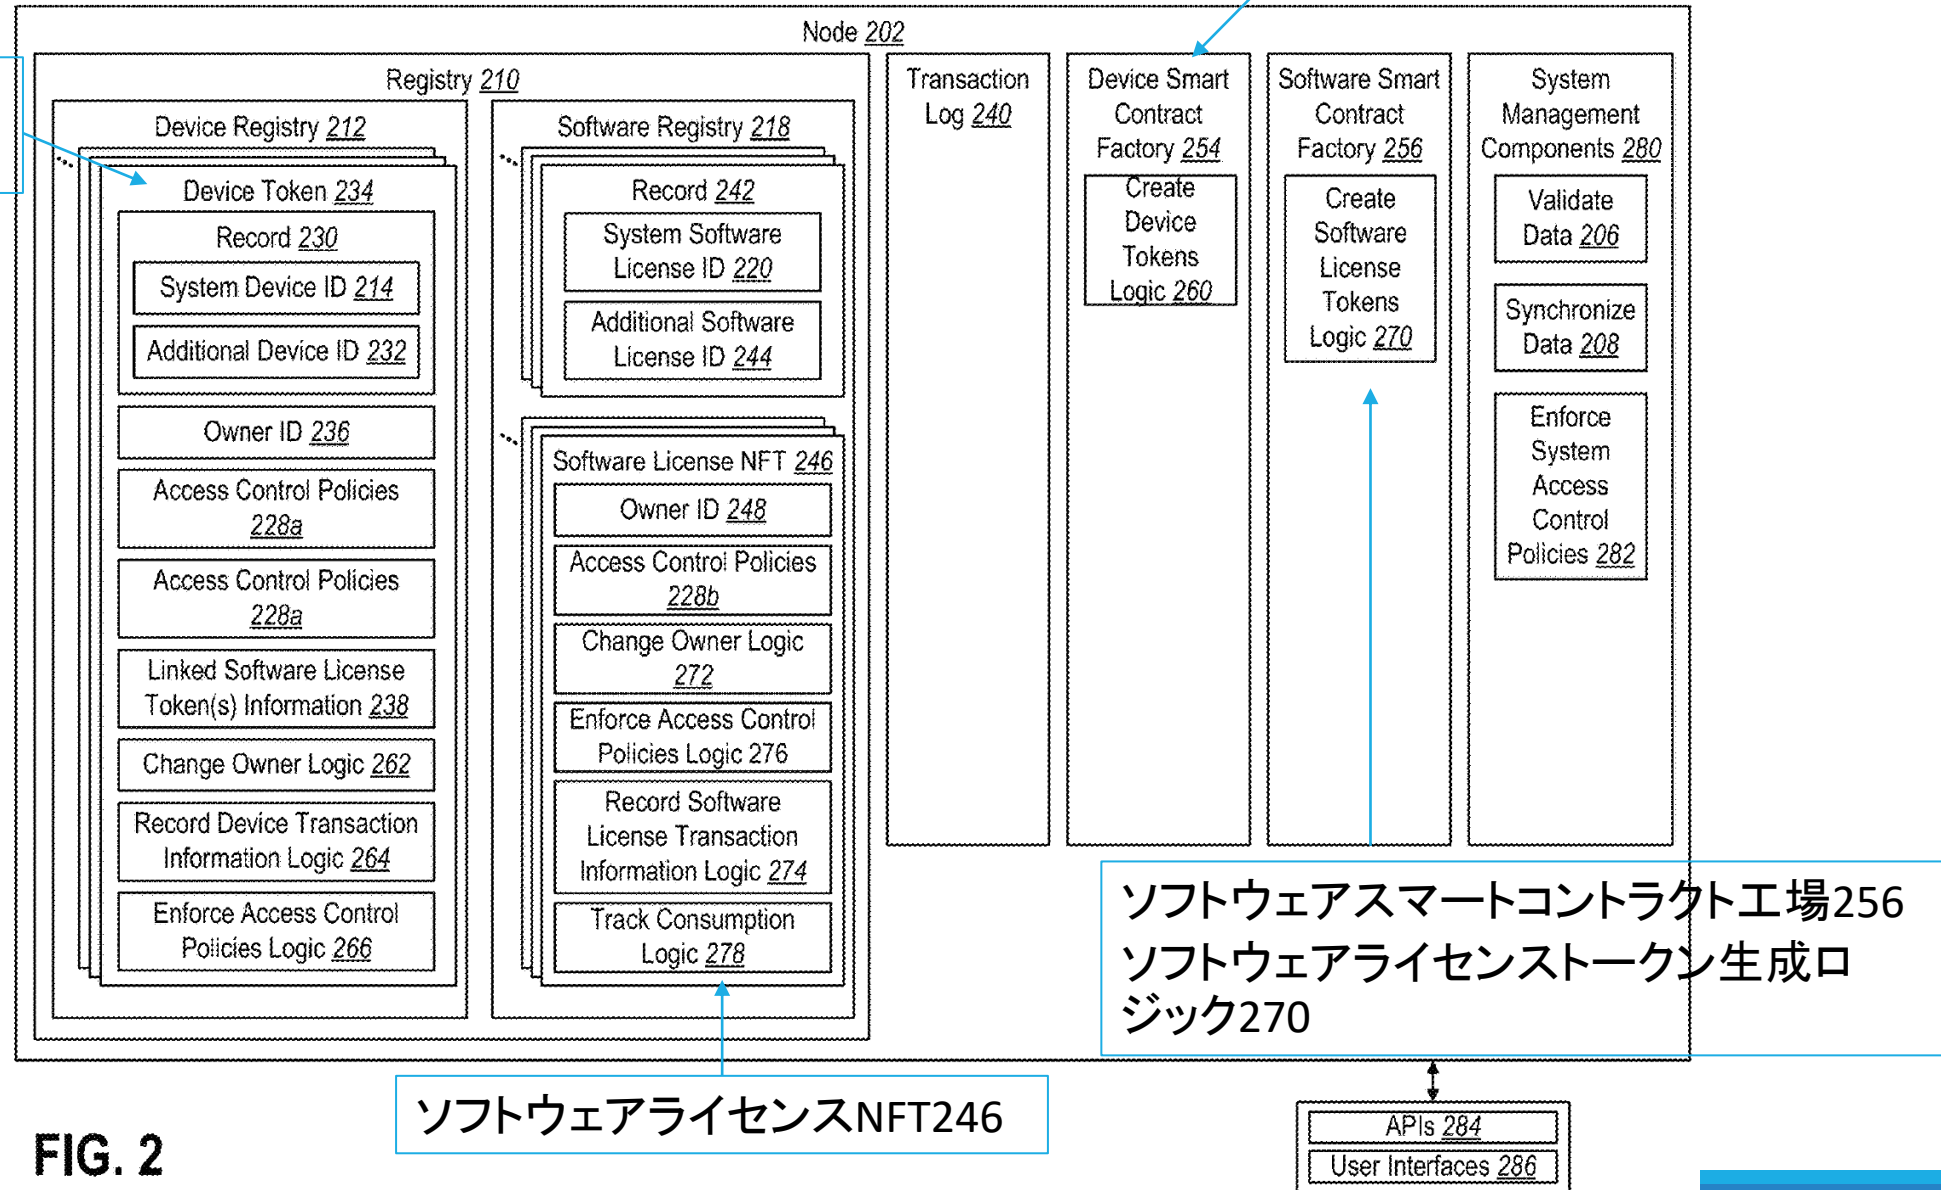 Node 202
Registry 210
Device Registry 212
Device Token 234
Record 230
System Device ID 214
Additional Device ID 232
Owner ID 236
Access Control Policies
228a
Access Control Policies
228a
Linked Software License
Token(s) Information 238
Change Owner Logic 262
Record Device Transaction
Information Logic 264
Enforce Access Control
Policies Logic 266
Software Registry 218
Record 242
System Software
License ID 220
Additional Software
License ID 244
Software License NFT 246
Owner ID 248
Access Control Policies
228b
Change Owner Logic
272
Enforce Access Control
Policies Logic 276
Record Software
License Transaction
Information Logic 274
Track Consumption
Logic 278
Transaction
Log 240
Device Smart
Contract
Factory 254
Create
Device
Tokens
Logic 260
Software Smart
Contract
Factory 256
Create
Software
License
Tokens
Logic 270
System
Management
Components 280
Validate
Data 206
Synchronize
Data 208
Enforce
System
Access
Control
Policies 282
ソフトウェアスマートコントラクト工場256
ソフトウェアライセンストークン生成ロ
ジック270
ソフトウェアライセンスNFT246
APIs 284
User Interfaces 286
FIG. 2